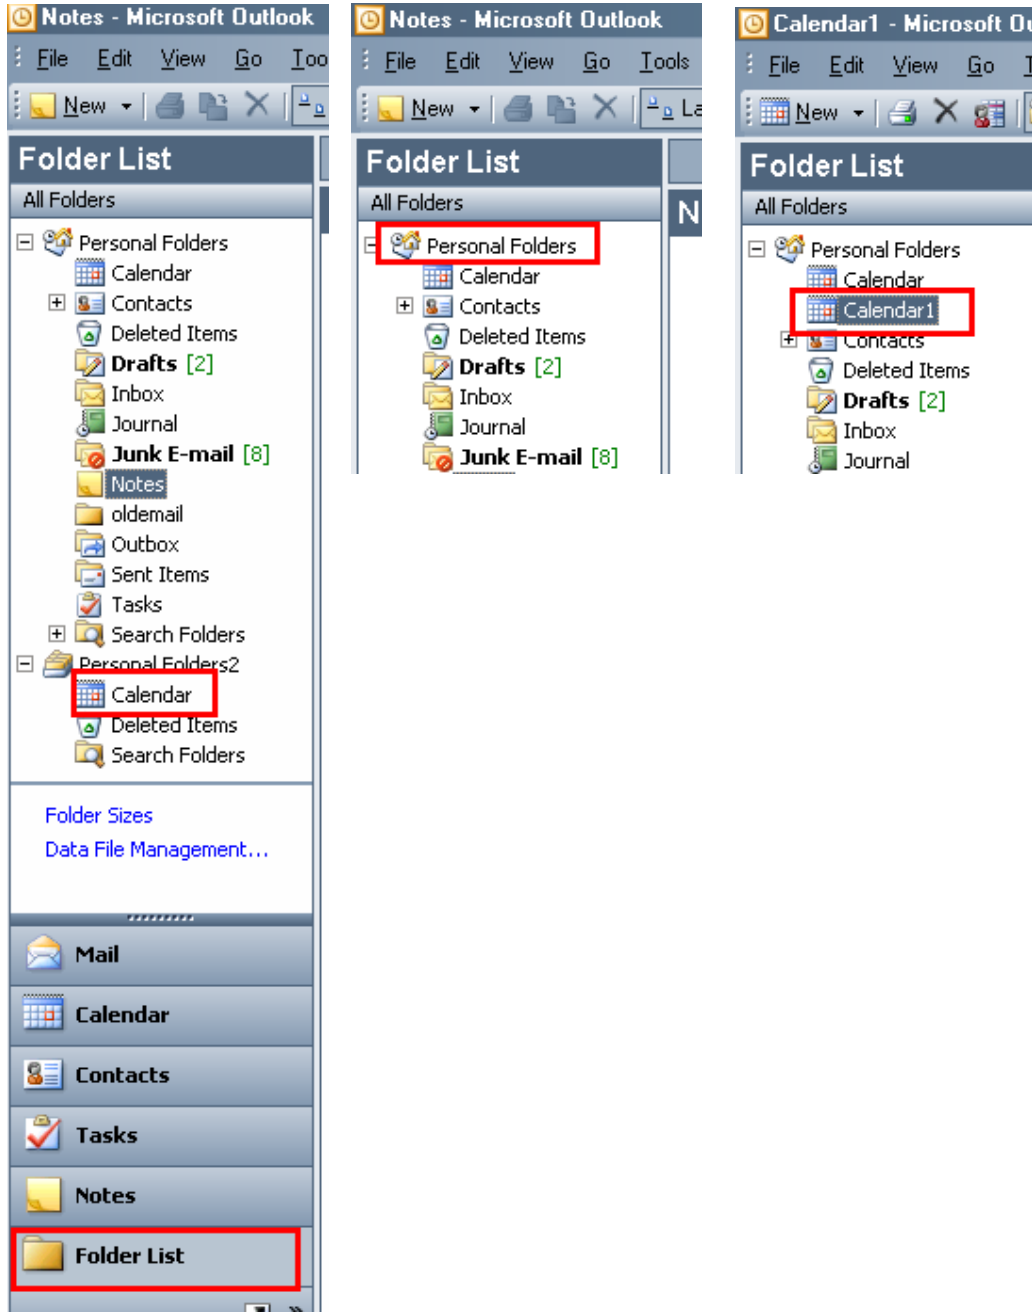 Notes - Microsoft Outlook
File Edit View Go Too
New
Folder List
All Folders
Personal Folders
Calendar
Contacts
Deleted Items
Drafts [2]
Inbox
Journal
Junk E-mail [8]
Notes
oldemail
Outbox
Sent Items
Tasks
Search Folders
Personal Folders2
Calendar
Deleted Items
Search Folders
Folder Sizes
Data File Management...
Mail
Calendar
Contacts
Tasks
Notes
Folder List
Notes - Microsoft Outlook
File Edit View Go Tools
New La
Folder List
All Folders
N
Personal Folders
Calendar
Contacts
Deleted Items
Drafts [2]
Inbox
Journal
Junk E-mail [8]
Calendar1 - Microsoft Ou
File Edit View Go T
New
Folder List
All Folders
Personal Folders
Calendar
Calendar1
Contacts
Deleted Items
Drafts [2]
Inbox
Journal